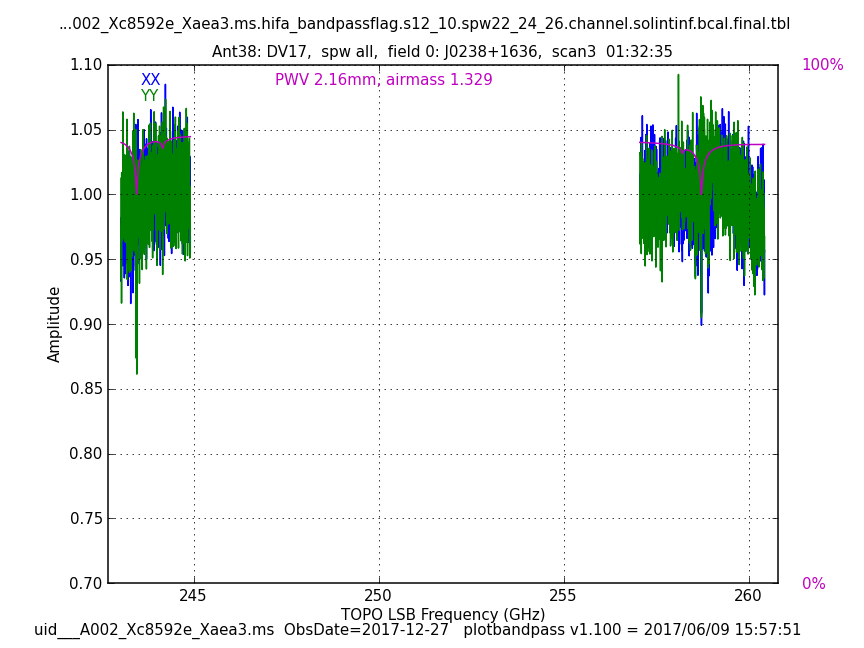 ...002_Xc8592e_Xaea3.ms.hifa_bandpassflag.s12_10.spw22_24_26.channel.solintinf.bcal.final.tbl
Ant38: DV17,  spw all,  field 0: J0238+1636,  scan3  01:32:35
1.10
100%
XX
PWV 2.16mm, airmass 1.329
YY
1.05
1.00
0.95
0.90
Amplitude
0.85
0.80
0.75
0.70
0%
245
250
255
260
TOPO LSB Frequency (GHz)
uid___A002_Xc8592e_Xaea3.ms  ObsDate=2017-12-27   plotbandpass v1.100 = 2017/06/09 15:57:51